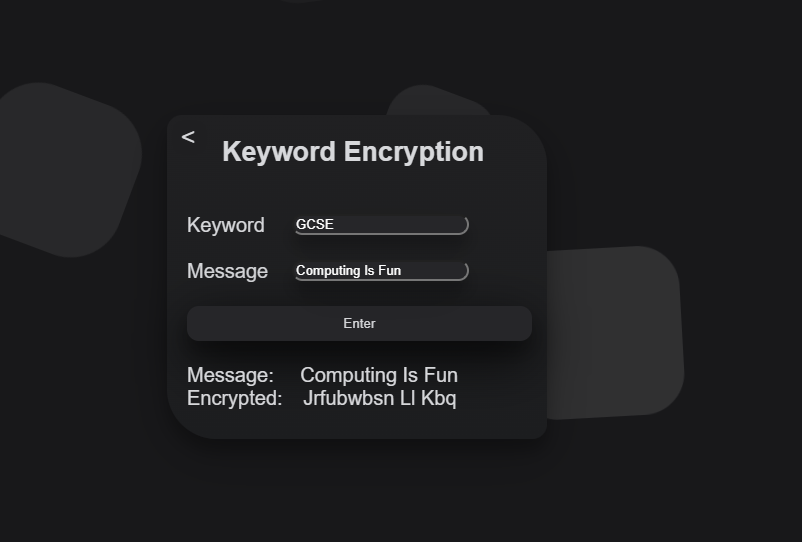 <
Keyword Encryption
Keyword GCSE
Message Computing Is Fun
Enter
Message: Computing Is Fun
Encrypted: Jrfubwbsn Ll Kbq